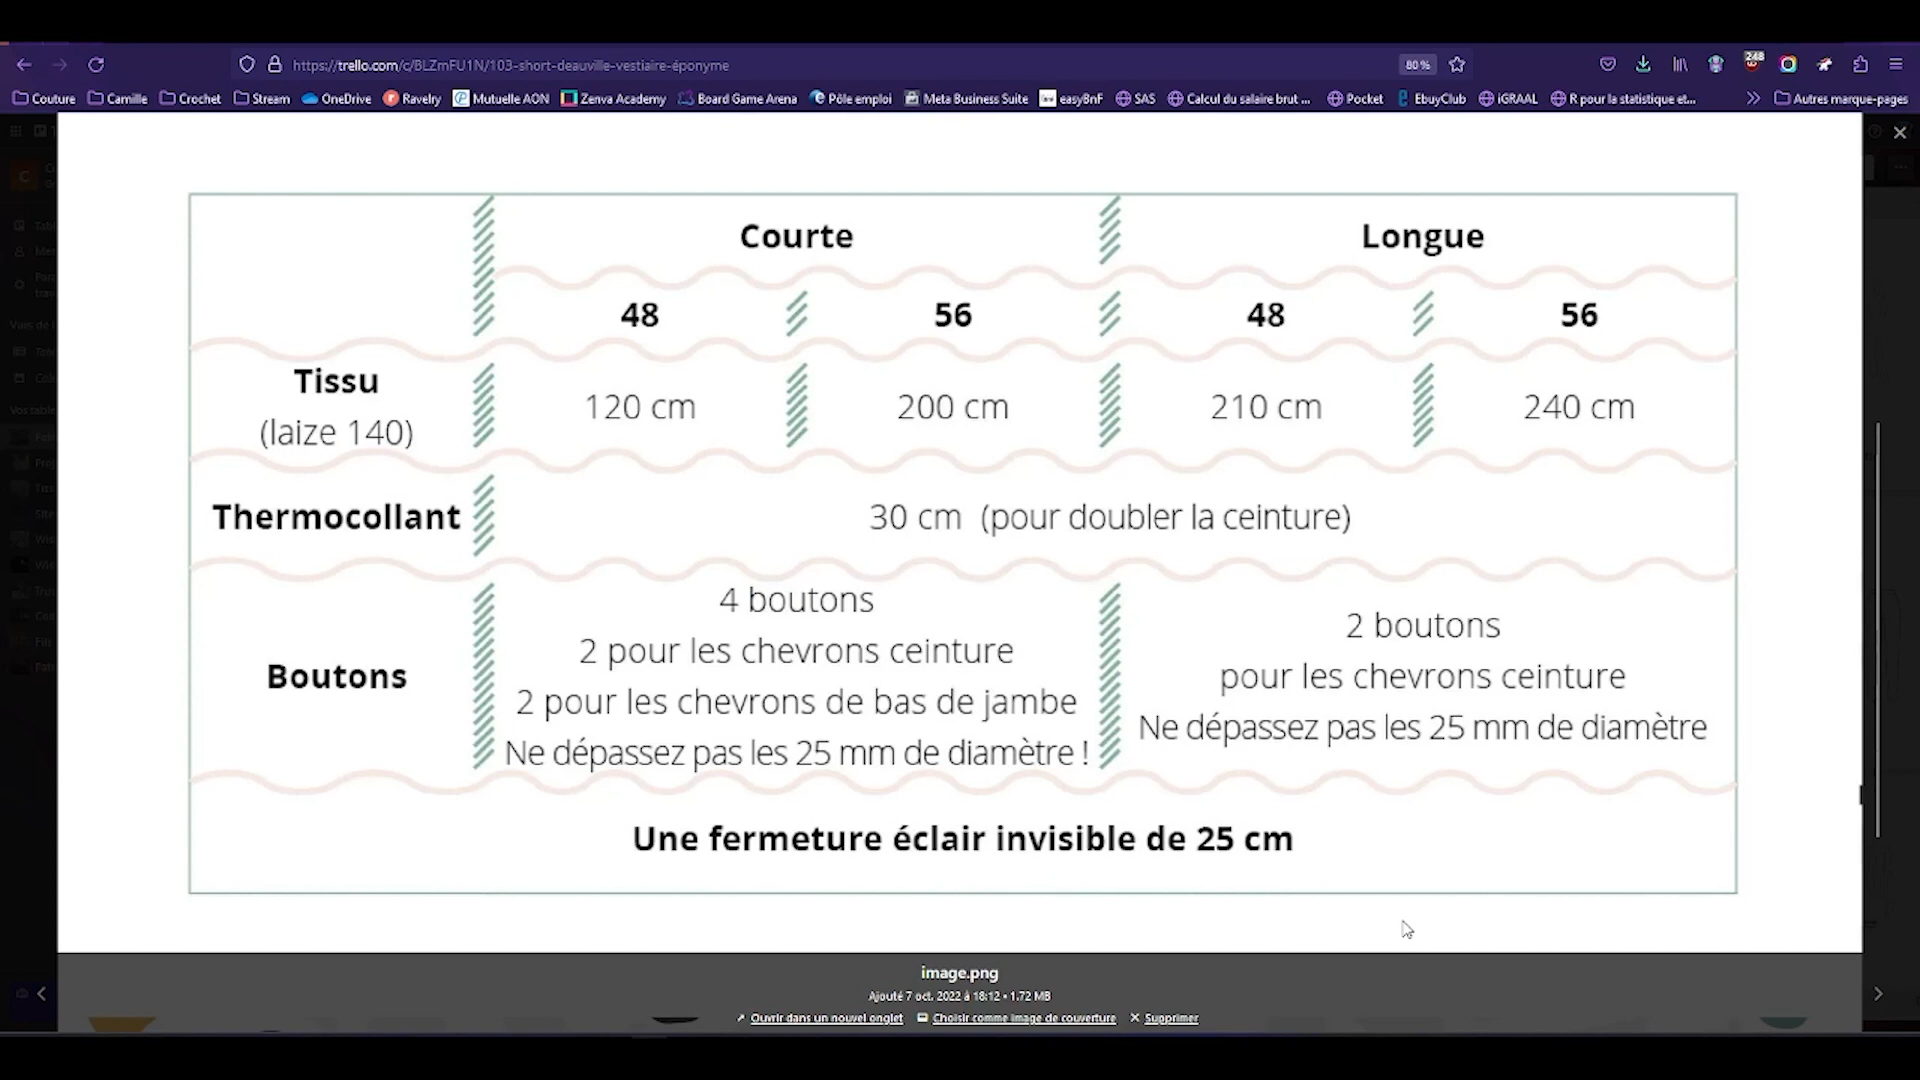 https://trello.com/c/BLZmFU1N/103-short-deauville-vestiaire-éponyme
80 %
248
Couture Camille Crochet Stream OneDrive Ravelry Mutuelle AON Zenva Academy Board Game Arena Pôle emploi Meta Business Suite easyBnF SAS Calcul du salaire brut ... Pocket EbuyClub iGRAAL R pour la statistique et... Autres marque-pages
Courte Longue
48 56 48 56
Tissu
(laize 140)
120 cm 200 cm 210 cm 240 cm
Thermocollant
30 cm (pour doubler la ceinture)
Boutons
4 boutons
2 pour les chevrons ceinture
2 pour les chevrons de bas de jambe
Ne dépassez pas les 25 mm de diamètre !
2 boutons
pour les chevrons ceinture
Ne dépassez pas les 25 mm de diamètre
Une fermeture éclair invisible de 25 cm
image.png
Ajouté 7 oct. 2022 à 18:12 • 1.72 MB
Ouvrir dans un nouvel onglet Choisir comme image de couverture Supprimer